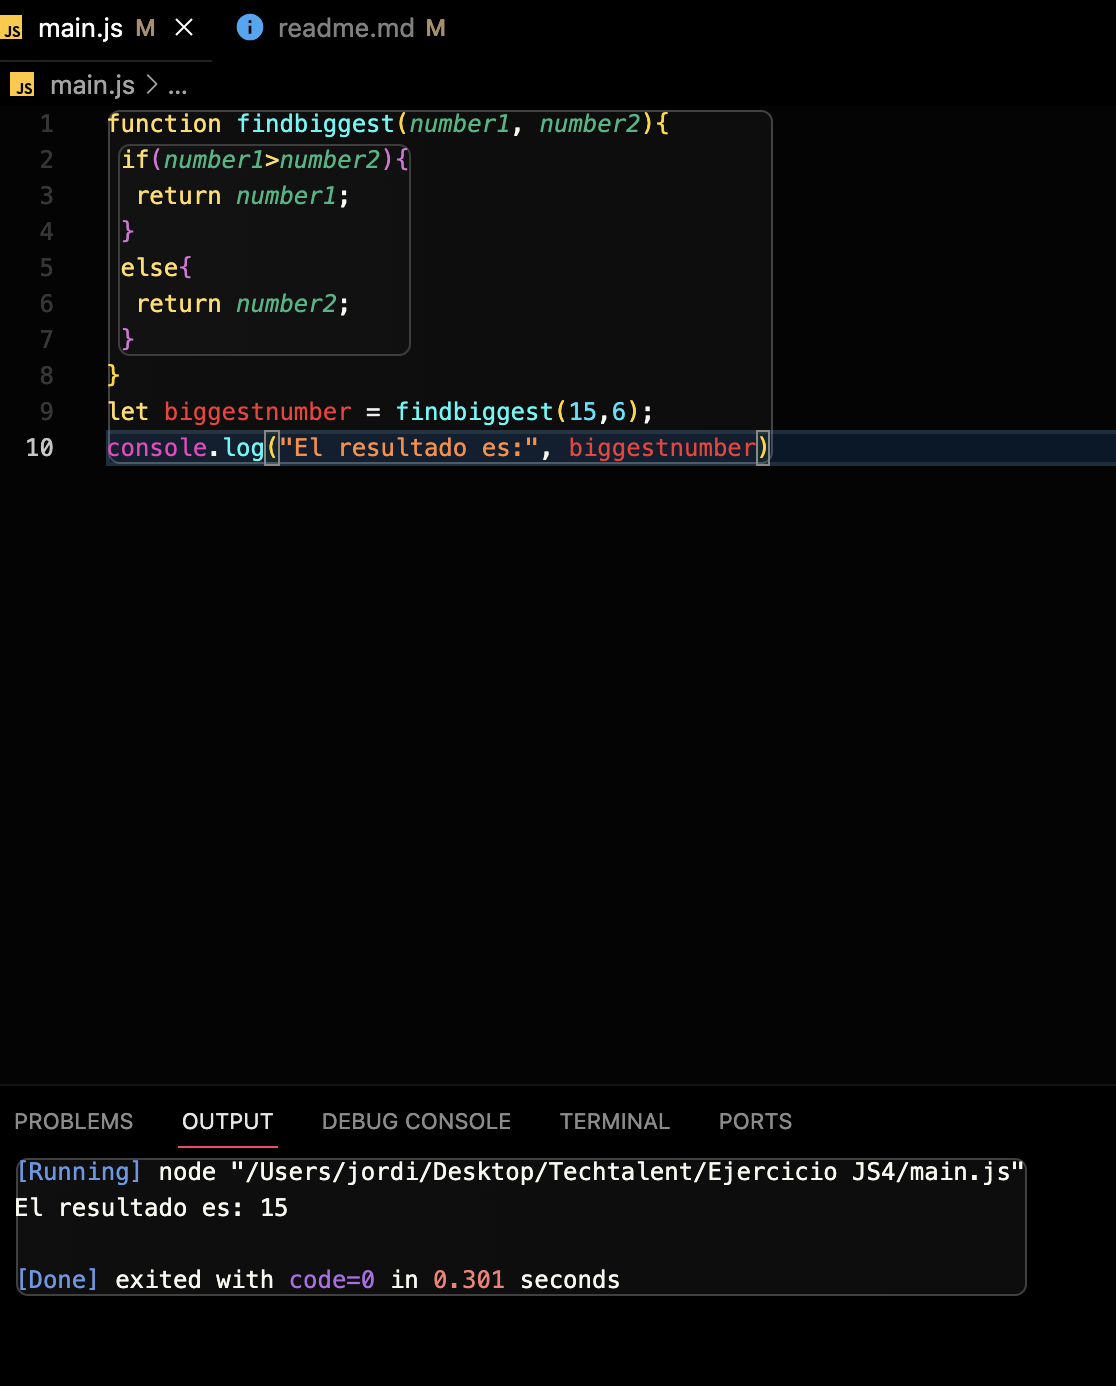 JS main.js M × i readme.md M
JS main.js > ...
1 function findbiggest(number1, number2){
2 if(number1>number2){
3 return number1;
4 }
5 else{
6 return number2;
7 }
8 }
9 let biggestnumber = findbiggest(15,6);
10 console.log("El resultado es:", biggestnumber)
PROBLEMS OUTPUT DEBUG CONSOLE TERMINAL PORTS
[Running] node "/Users/jordi/Desktop/Techtalent/Ejercicio JS4/main.js"
El resultado es: 15
[Done] exited with code=0 in 0.301 seconds